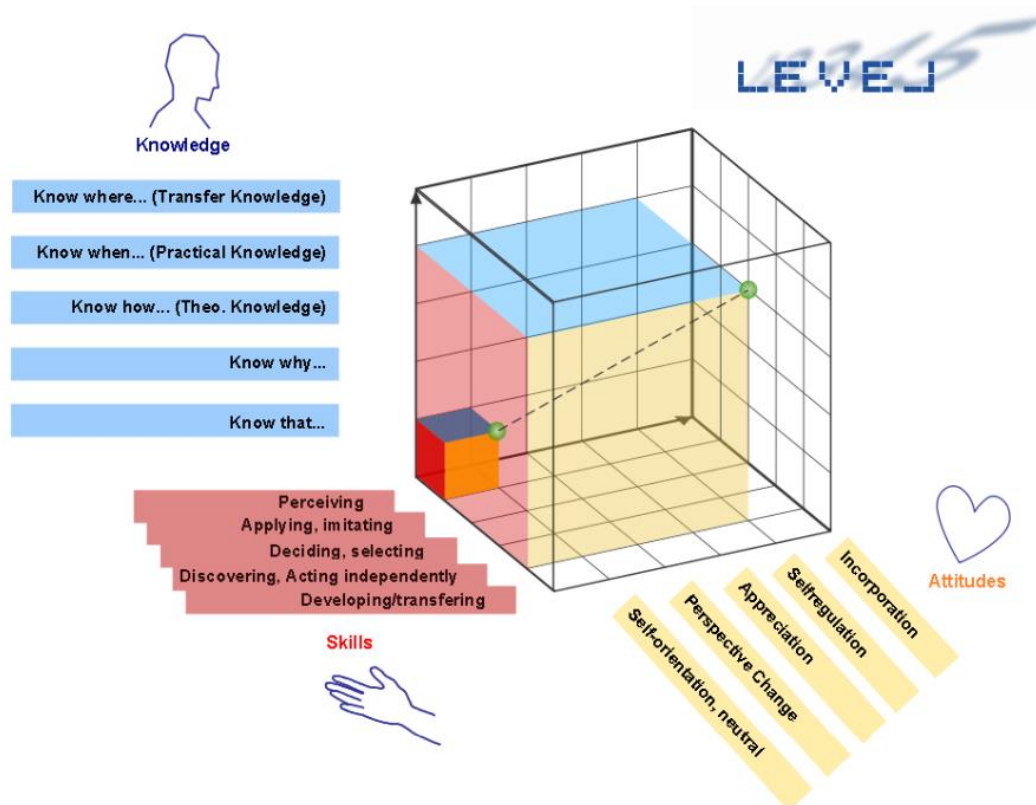 LEVEL
Knowledge
Know where... (Transfer Knowledge)
Know when... (Practical Knowledge)
Know how... (Theo. Knowledge)
Know why...
Know that...
Perceiving
Applying, imitating
Deciding, selecting
Discovering, Acting independently
Developing/transfering
Skills
Self-orientation, neutral
Perspective Change
Appreciation
Selfregulation
Incorporation
Attitudes